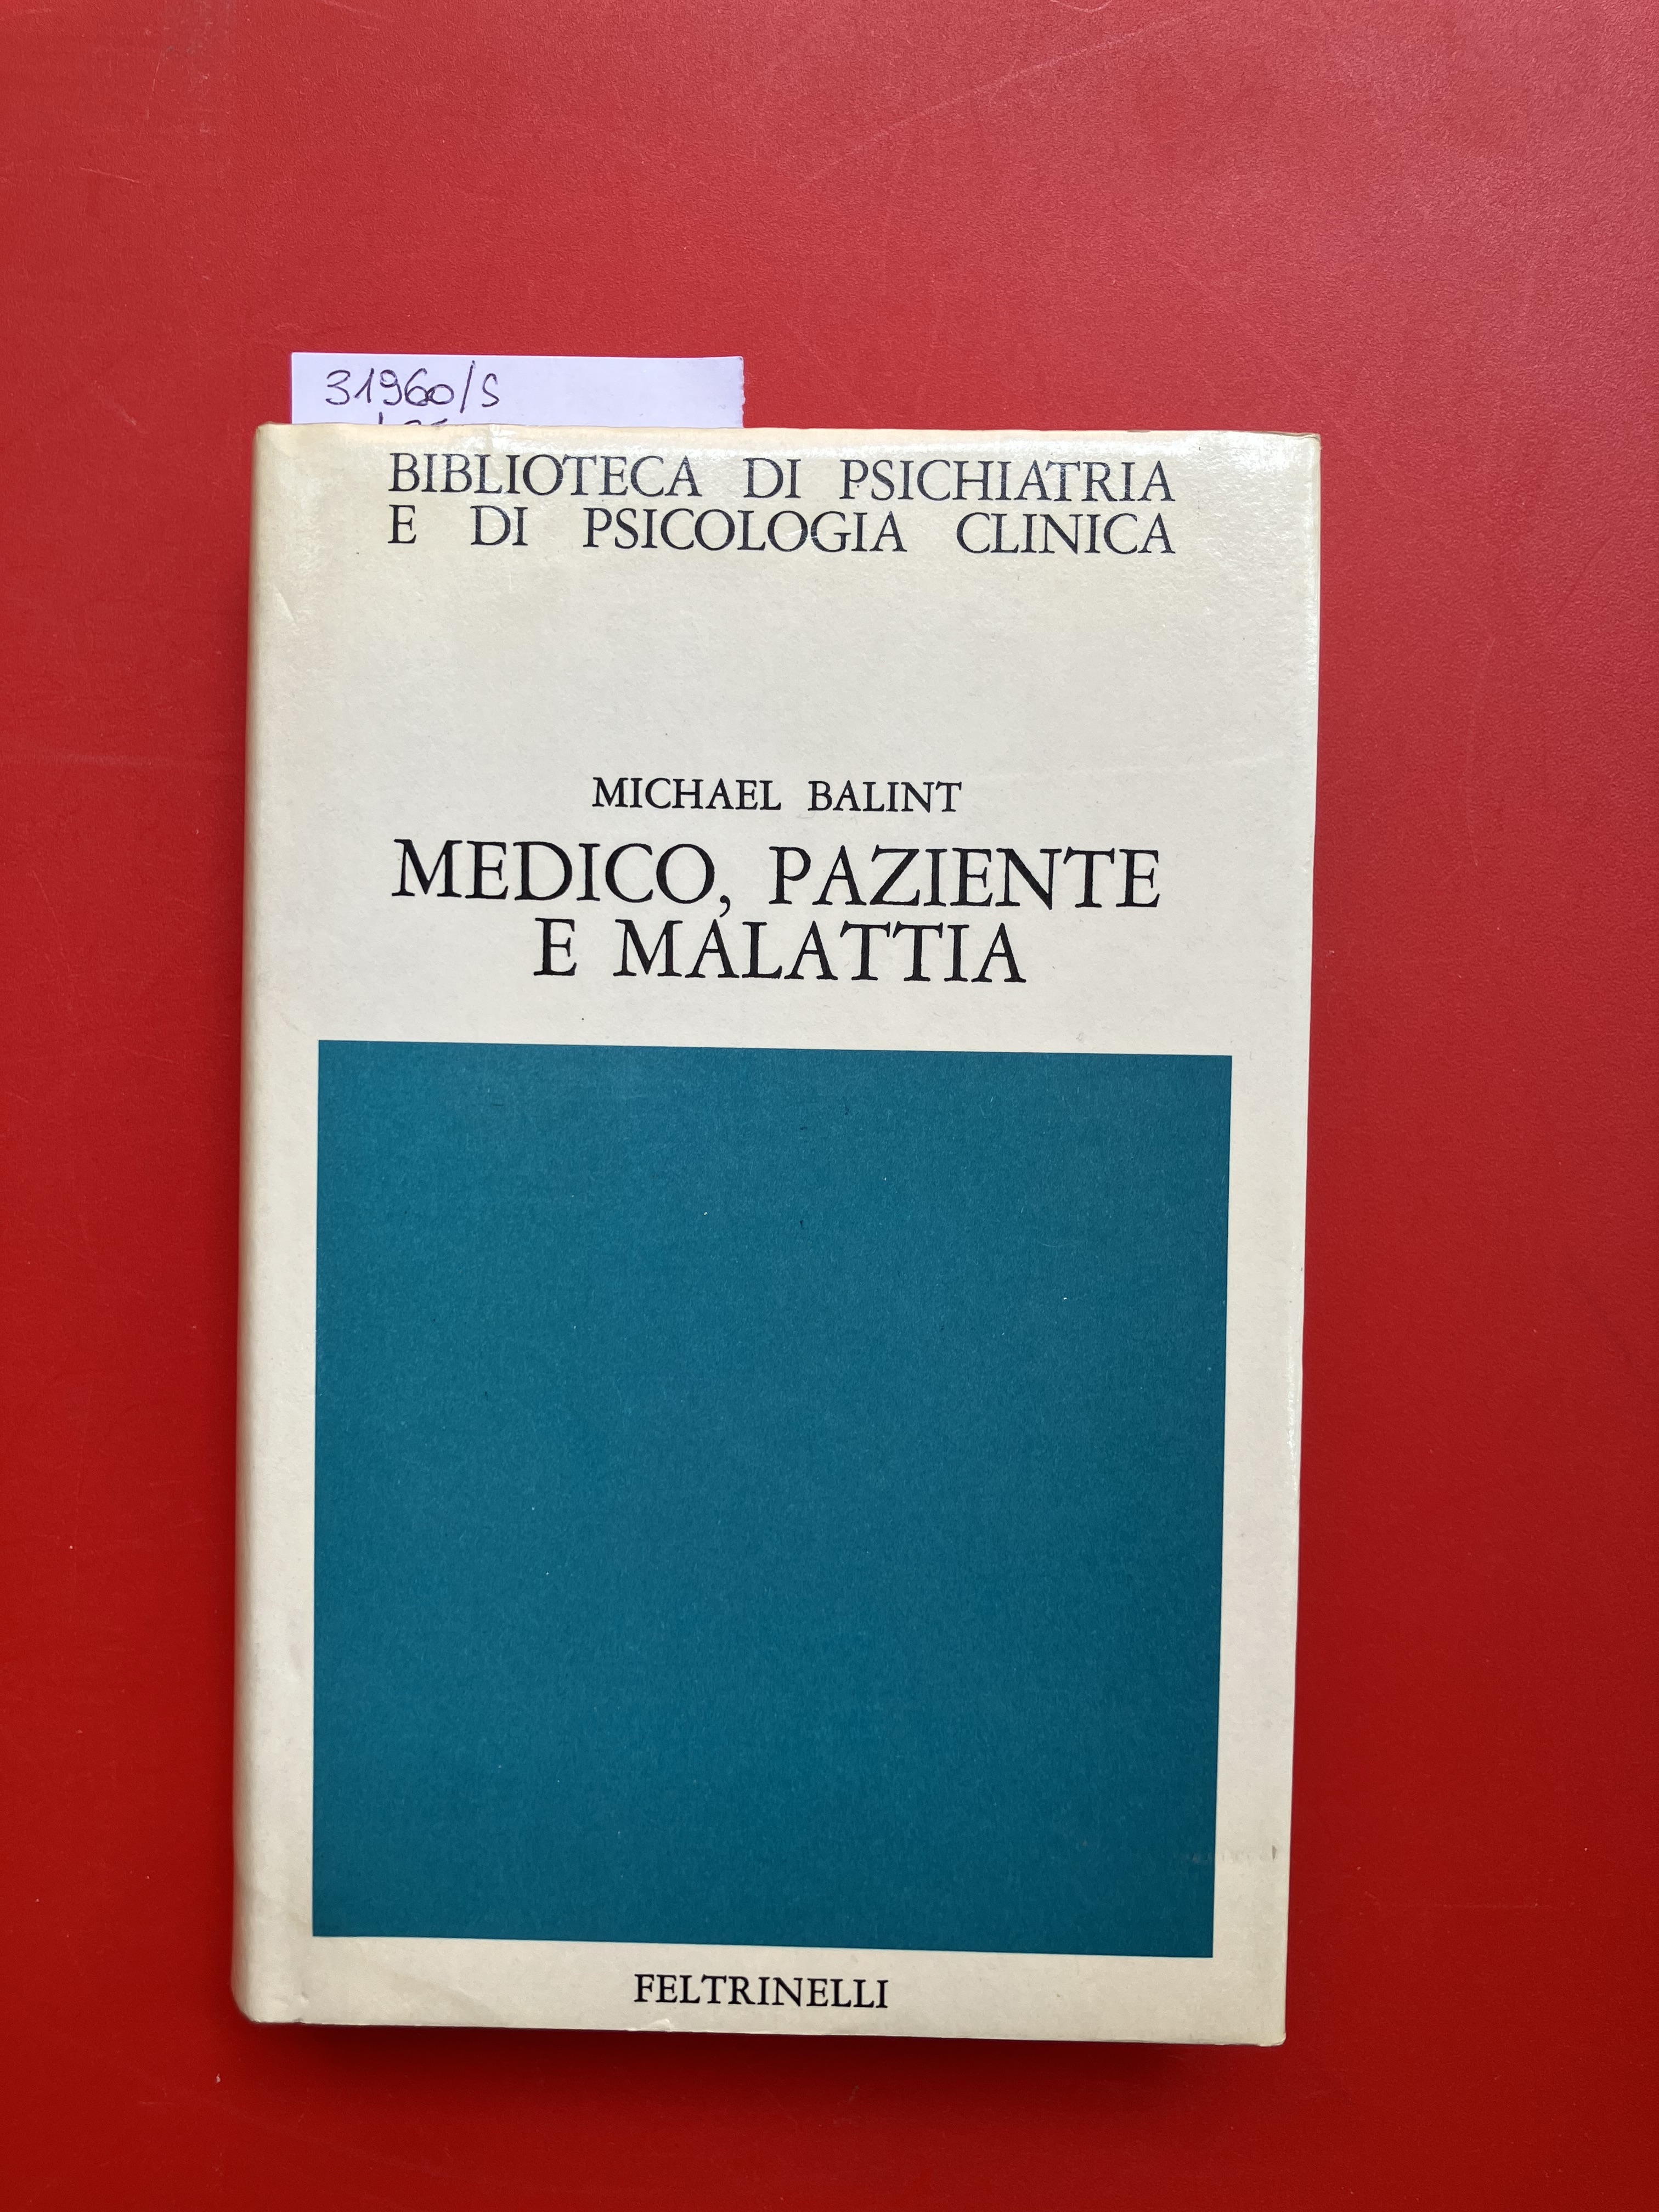 31960/S
BIBLIOTECA DI PSICHIATRIA
E DI PSICOLOGIA CLINICA
MICHAEL BALINT
MEDICO, PAZIENTE
E MALATTIA
FELTRINELLI